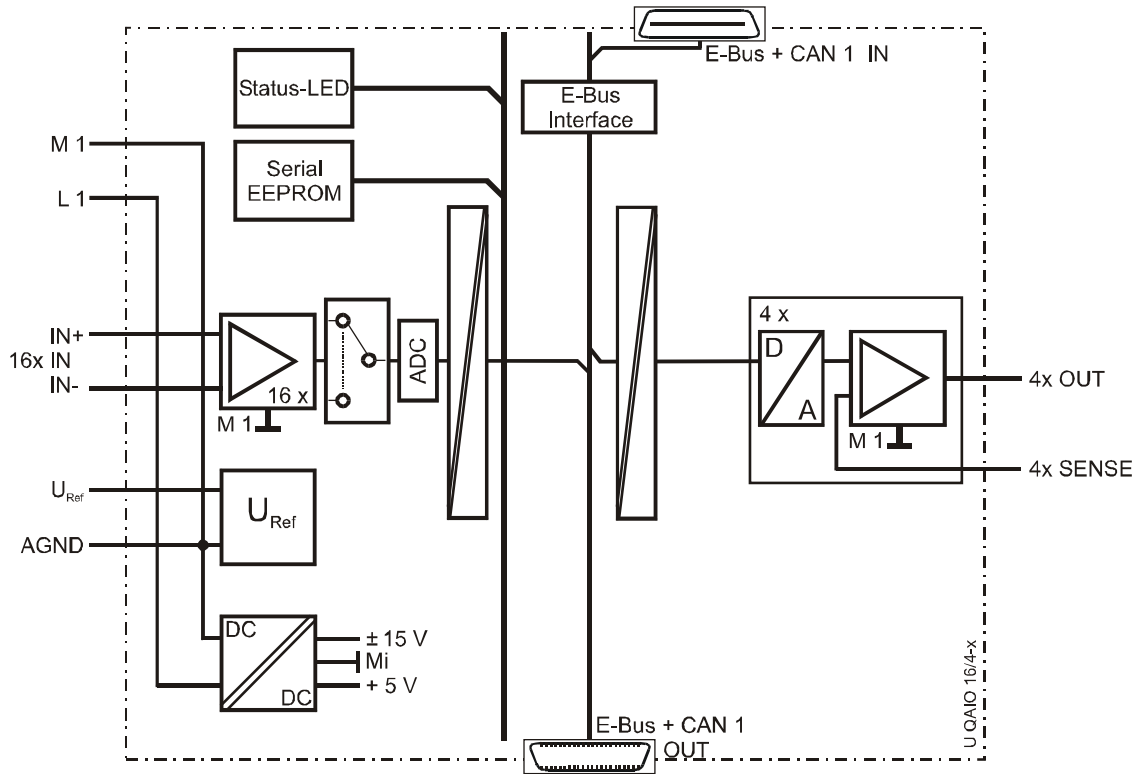 E-Bus + CAN 1 IN
Status-LED
E-Bus
Interface
M 1
Serial
EEPROM
L 1
4 x
IN+
16x IN
IN-
16 x
M 1
ADC
D
A
M 1
4x OUT
4x SENSE
URef
URef
AGND
DC
DC
± 15 V
Mi
+ 5 V
E-Bus + CAN 1
OUT
U QAIO 16/4-x